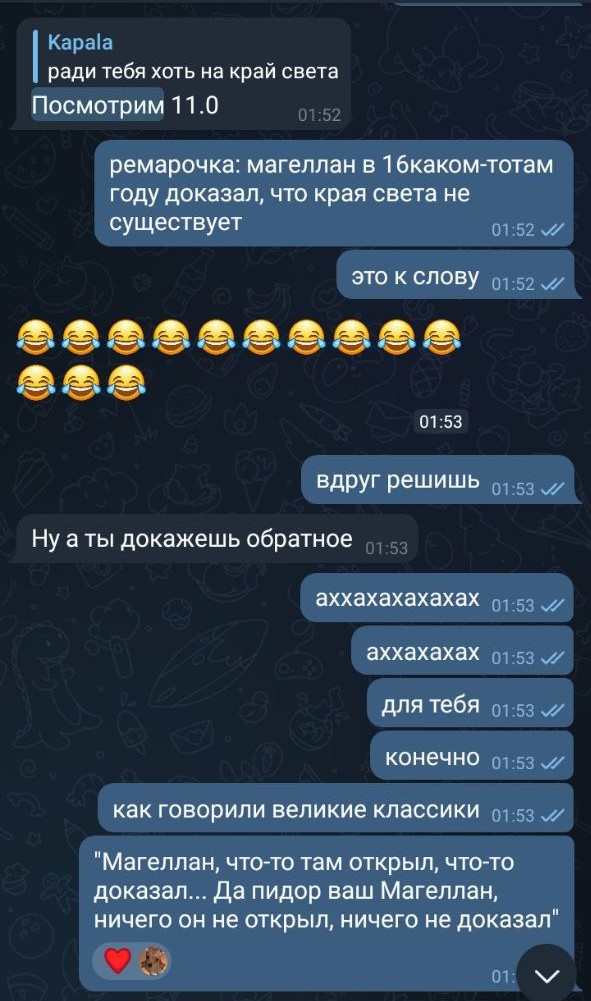 Kapala
ради тебя хоть на край света
Посмотрим 11.0
01:52
ремарочка: магеллан в 16каком-тотам
году доказал, что края света не
существует
01:52
это к слову 01:52
😂😂😂😂😂😂😂😂😂😂
😂😂😂
01:53
вдруг решишь 01:53
Ну а ты докажешь обратное 01:53
аххахахахахах 01:53
аххахахах 01:53
для тебя 01:53
конечно 01:53
как говорили великие классики 01:53
"Магеллан, что-то там открыл, что-то
доказал... Да пидор ваш Магеллан,
ничего он не открыл, ничего не доказал"
01: